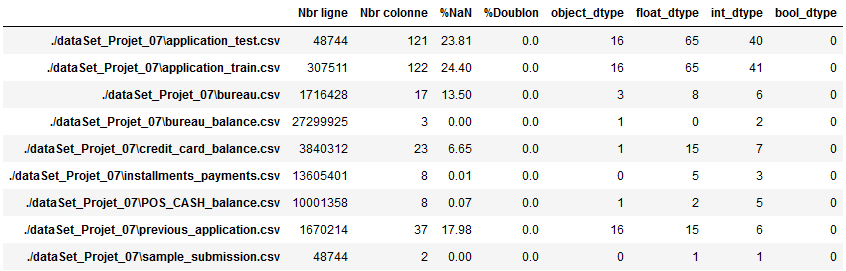 Nbr ligne Nbr colonne %NaN %Doublon object_dtype float_dtype int_dtype bool_dtype
./dataSet_Projet_07\application_test.csv 48744 121 23.81 0.0 16 65 40 0
./dataSet_Projet_07\application_train.csv 307511 122 24.40 0.0 16 65 41 0
./dataSet_Projet_07\bureau.csv 1716428 17 13.50 0.0 3 8 6 0
./dataSet_Projet_07\bureau_balance.csv 27299925 3 0.00 0.0 1 0 2 0
./dataSet_Projet_07\credit_card_balance.csv 3840312 23 6.65 0.0 1 15 7 0
./dataSet_Projet_07\installments_payments.csv 13605401 8 0.01 0.0 0 5 3 0
./dataSet_Projet_07\POS_CASH_balance.csv 10001358 8 0.07 0.0 1 2 5 0
./dataSet_Projet_07\previous_application.csv 1670214 37 17.98 0.0 16 15 6 0
./dataSet_Projet_07\sample_submission.csv 48744 2 0.00 0.0 0 1 1 0